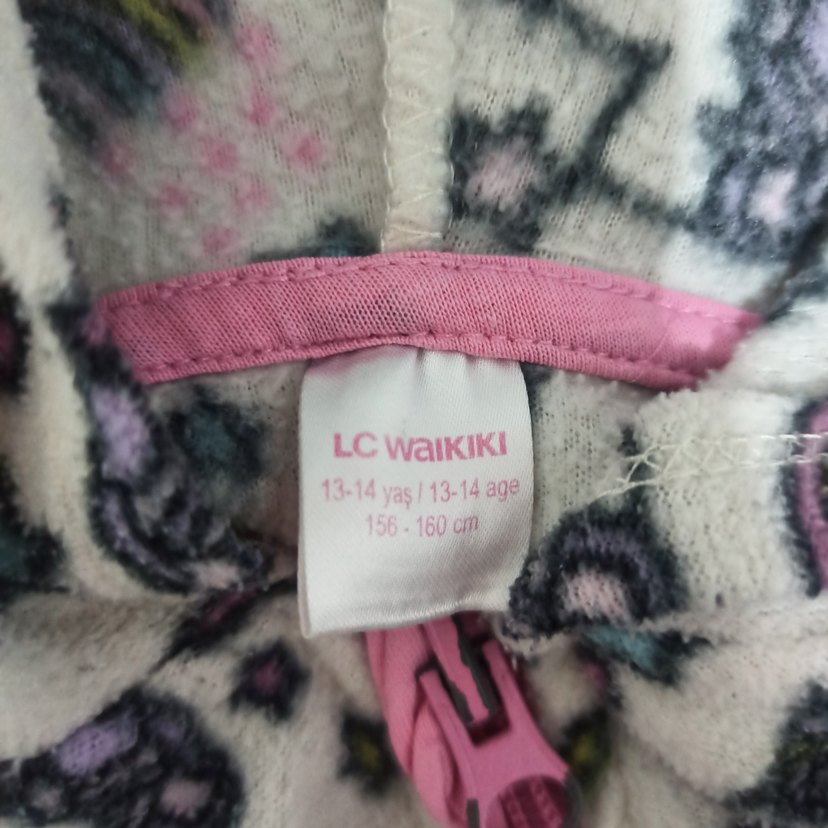 LC WAIKIKI
13-14 yaş / 13-14 age
156 - 160 cm